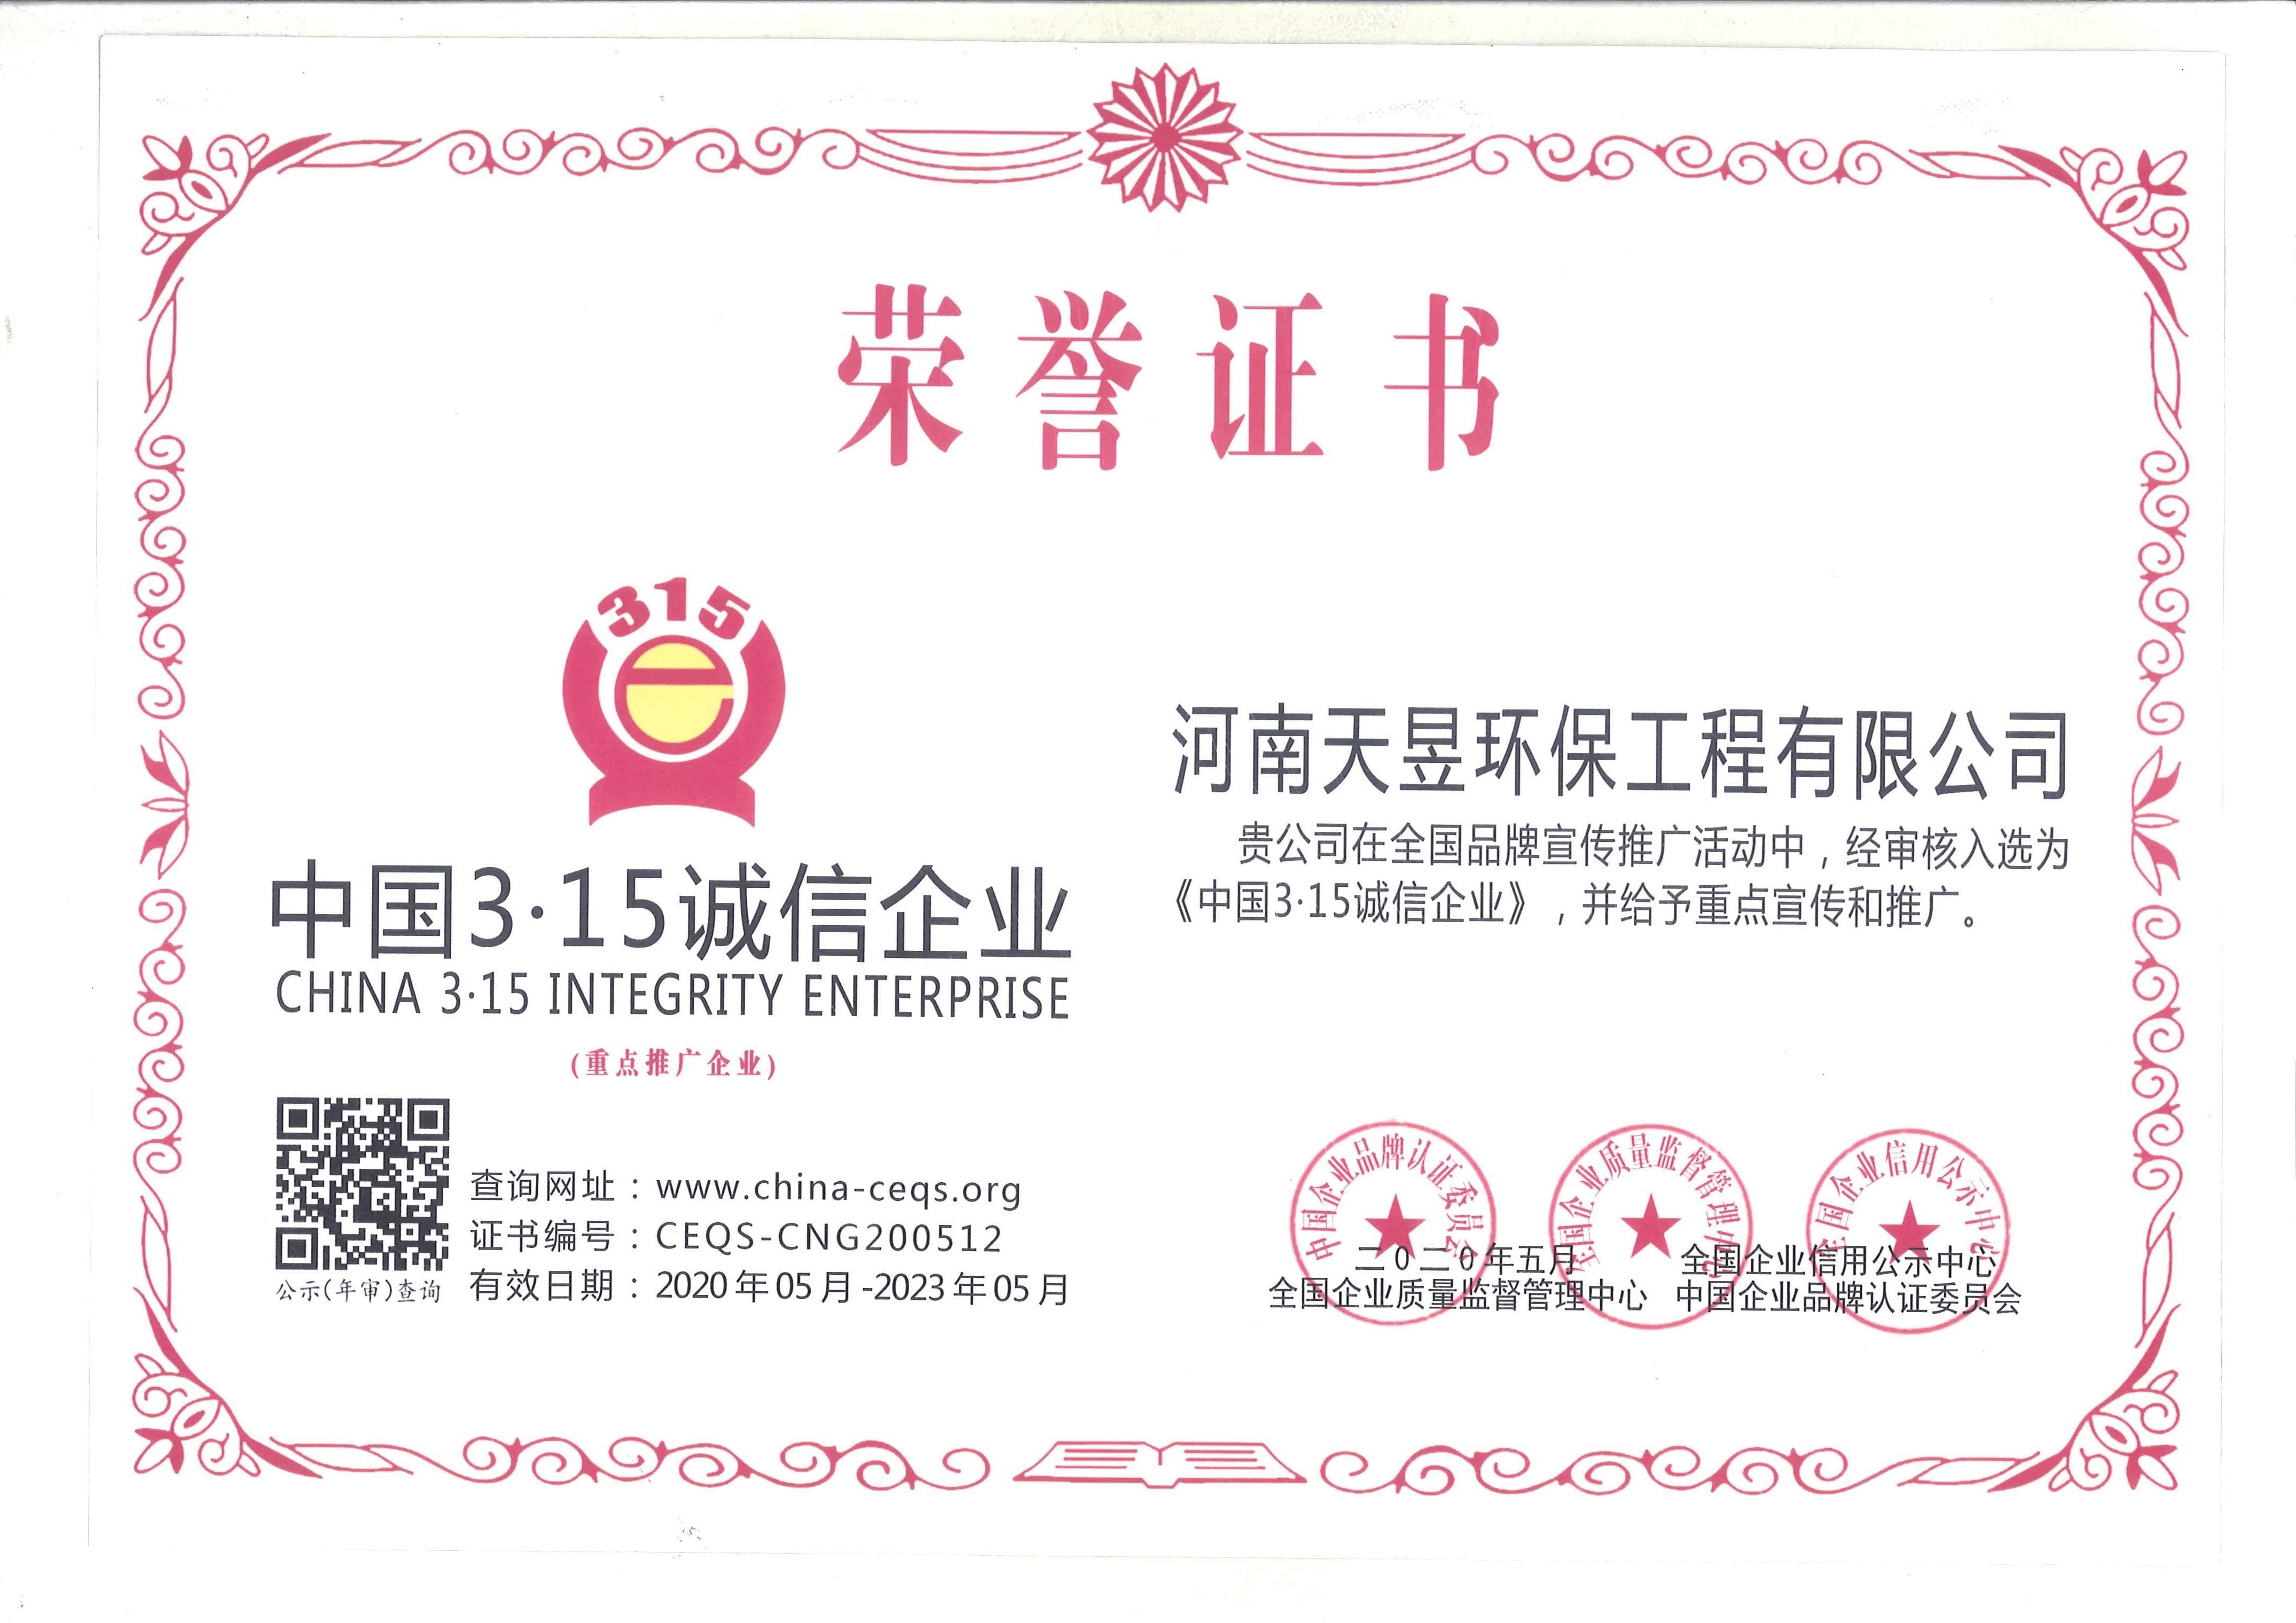 荣誉证书
315
中国3·15诚信企业
CHINA 3·15 INTEGRITY ENTERPRISE
(重点推广企业)
公示(年审)查询
查询网址：www.china-ceqs.org
证书编号：CEQS-CNG200512
有效日期：2020年05月-2023年05月
河南天昱环保工程有限公司
贵公司在全国品牌宣传推广活动中，经审核入选为
《中国3·15诚信企业》，并给予重点宣传和推广。
中国企业品牌认证委员会
全国企业质量监督管理中心
全国企业信用公示中心
二0二0年五月 全国企业信用公示中心
全国企业质量监督管理中心 中国企业品牌认证委员会